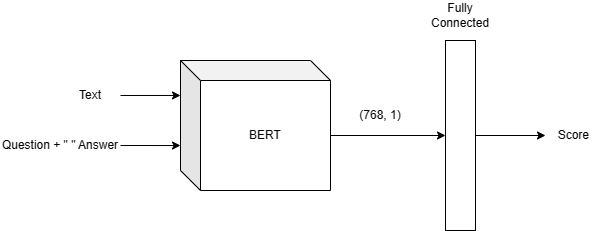 Fully
Connected
Text
(768, 1)
BERT
Score
Question + " " Answer